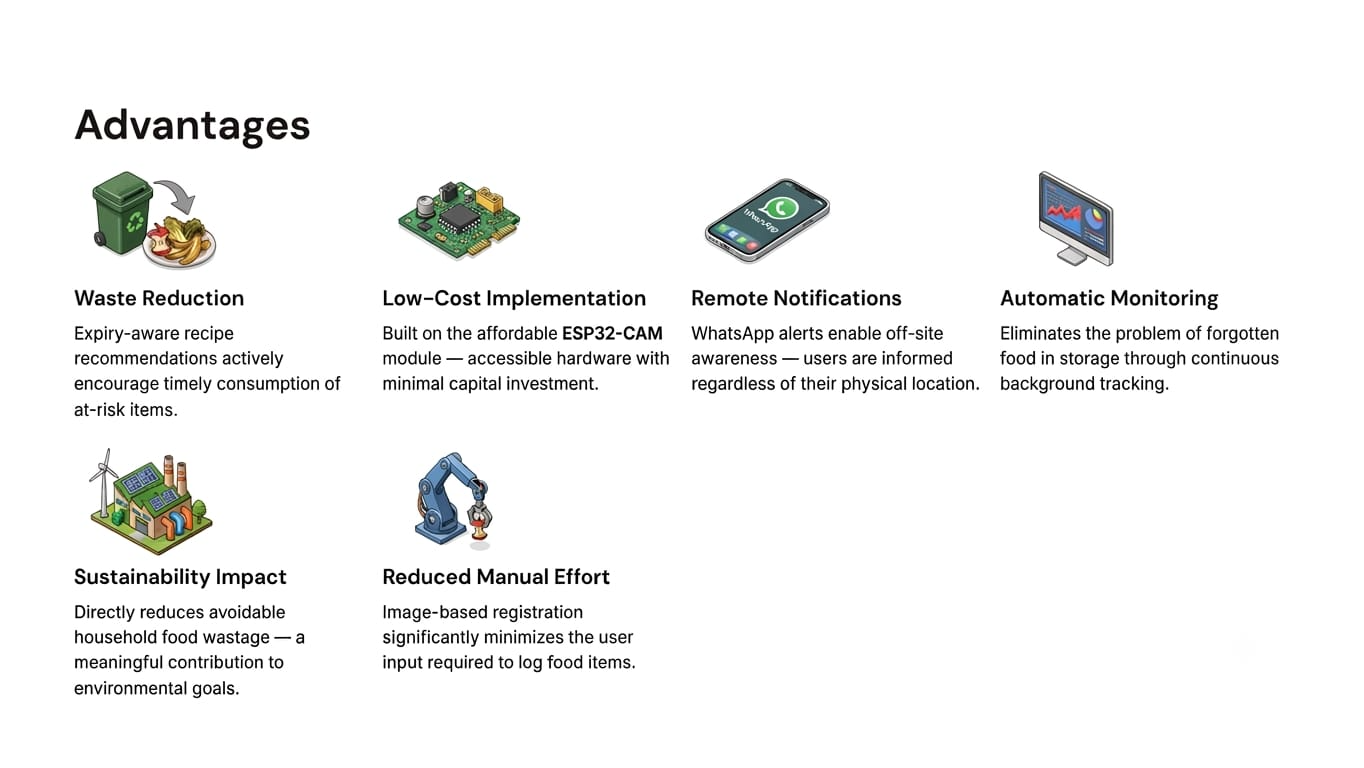 Advantages
WhatsApp
Waste Reduction
Expiry-aware recipe
recommendations actively
encourage timely consumption of
at-risk items.
Low-Cost Implementation
Built on the affordable ESP32-CAM
module — accessible hardware with
minimal capital investment.
Remote Notifications
WhatsApp alerts enable off-site
awareness — users are informed
regardless of their physical location.
Automatic Monitoring
Eliminates the problem of forgotten
food in storage through continuous
background tracking.
Sustainability Impact
Directly reduces avoidable
household food wastage — a
meaningful contribution to
environmental goals.
Reduced Manual Effort
Image-based registration
significantly minimizes the user
input required to log food items.